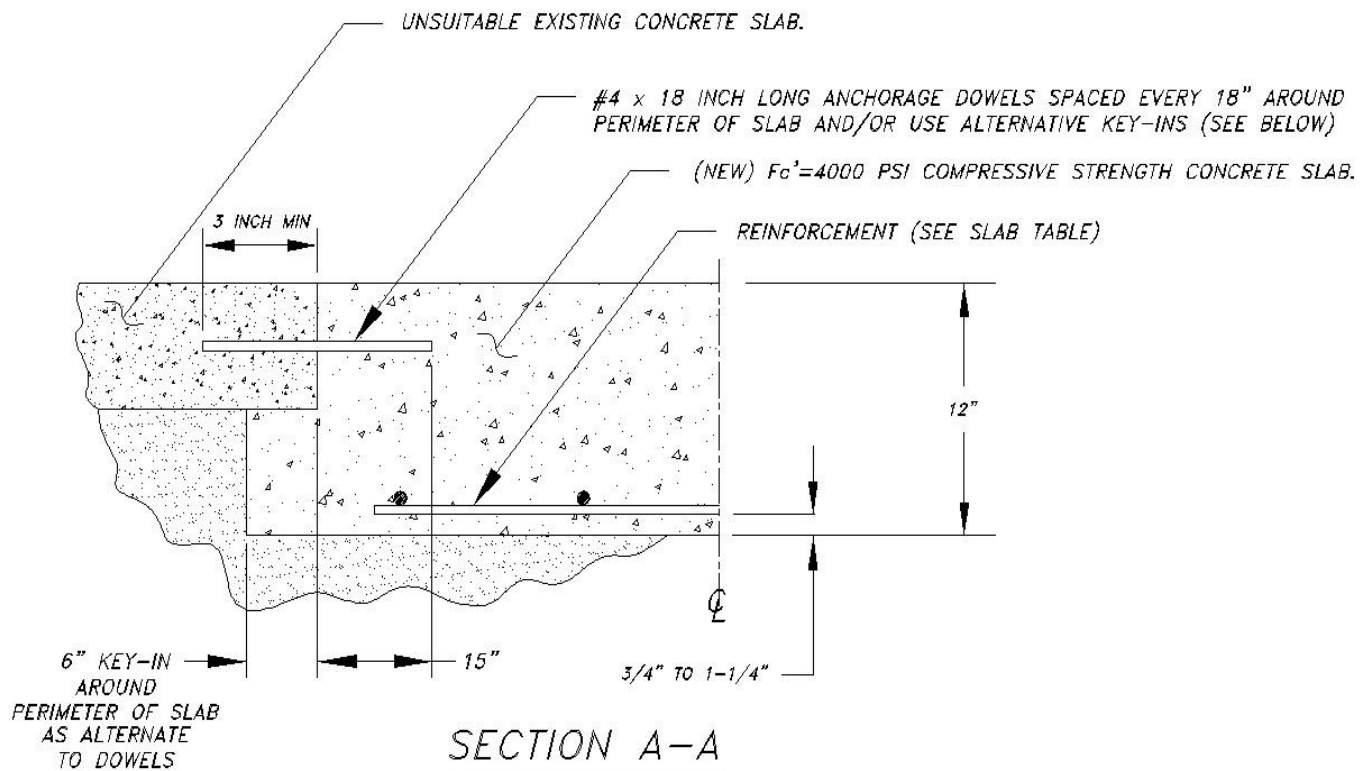 UNSUITABLE EXISTING CONCRETE SLAB.
#4 x 18 INCH LONG ANCHORAGE DOWELS SPACED EVERY 18" AROUND
PERIMETER OF SLAB AND/OR USE ALTERNATIVE KEY-INS (SEE BELOW)
(NEW) Fc'=4000 PSI COMPRESSIVE STRENGTH CONCRETE SLAB.
3 INCH MIN
REINFORCEMENT (SEE SLAB TABLE)
12"
℄
6" KEY-IN
AROUND
PERIMETER OF SLAB
AS ALTERNATE
TO DOWELS
15"
3/4" TO 1-1/4"
SECTION A-A